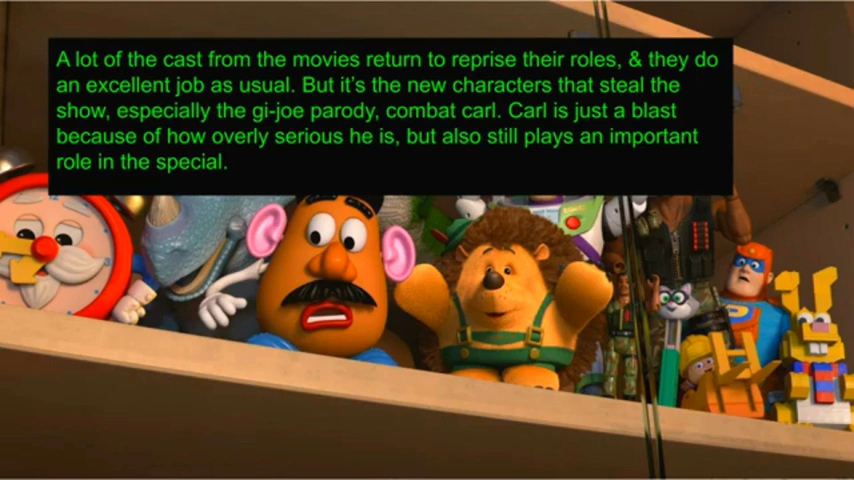 A lot of the cast from the movies return to reprise their roles, & they do
an excellent job as usual. But it’s the new characters that steal the
show, especially the gi-joe parody, combat carl. Carl is just a blast
because of how overly serious he is, but also still plays an important
role in the special.